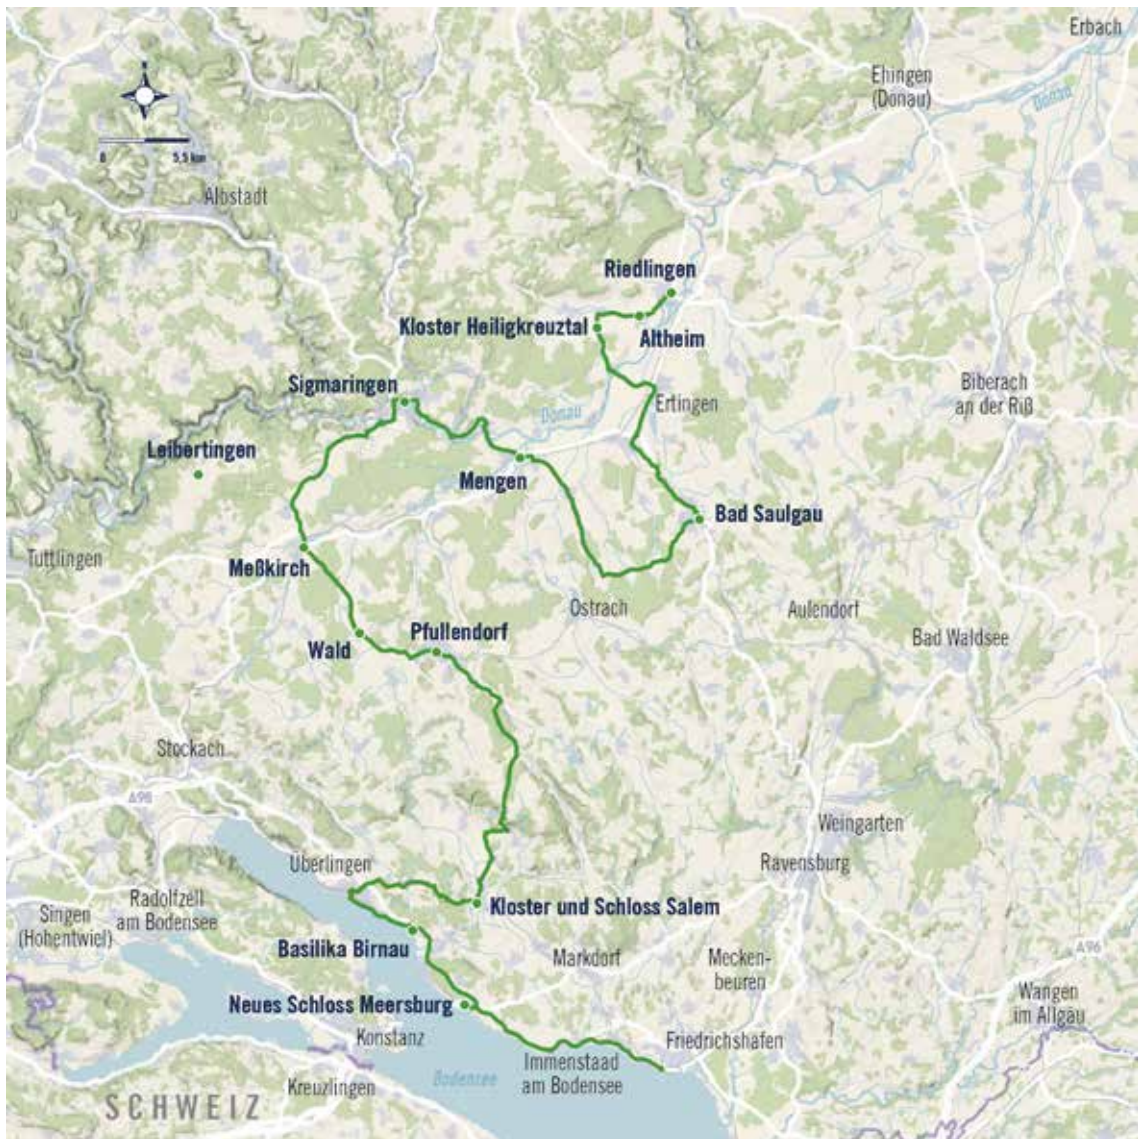 Erbach
Ehingen
(Donau)
Donau
N
0 5,5 km
Albstadt
Riedlingen
Kloster Heiligkreuztal
Altheim
Sigmaringen
Donau
Ertingen
Biberach
an der Riß
Leibertingen
Mengen
Bad Saulgau
Tuttlingen
Meßkirch
Ostrach
Aulendorf
Wald
Pfullendorf
Bad Waldsee
Stockach
A98
Weingarten
Überlingen
Ravensburg
Radolfzell
am Bodensee
Singen
(Hohentwiel)
Kloster und Schloss Salem
Basilika Birnau
Markdorf
Mecken-
beuren
A96
Neues Schloss Meersburg
Wangen
im Allgäu
Konstanz
Friedrichshafen
Immenstaad
am Bodensee
Bodensee
Kreuzlingen
SCHWEIZ